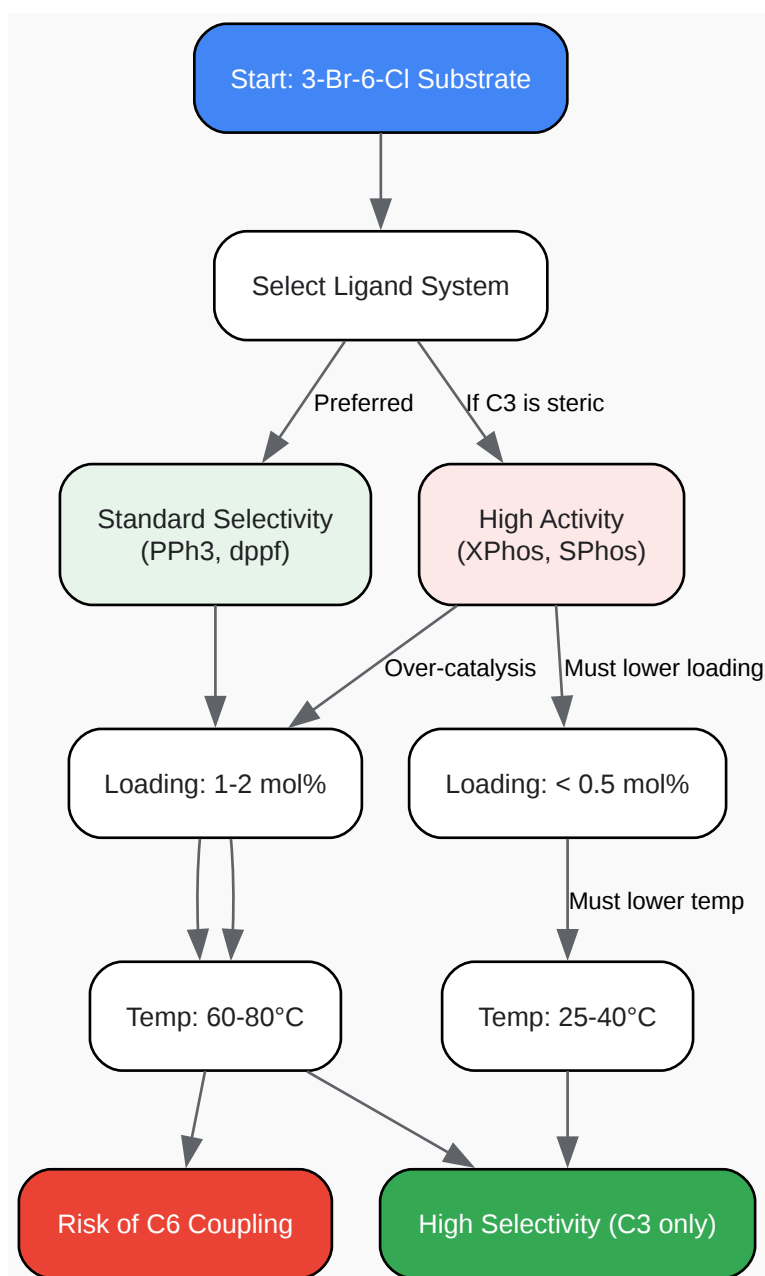 Start: 3-Br-6-Cl Substrate
Select Ligand System
Preferred
If C3 is steric
Standard Selectivity
(PPh3, dppf)
High Activity
(XPhos, SPhos)
Over-catalysis
Must lower loading
Loading: 1-2 mol%
Loading: < 0.5 mol%
Must lower temp
Temp: 60-80°C
Temp: 25-40°C
Risk of C6 Coupling
High Selectivity (C3 only)